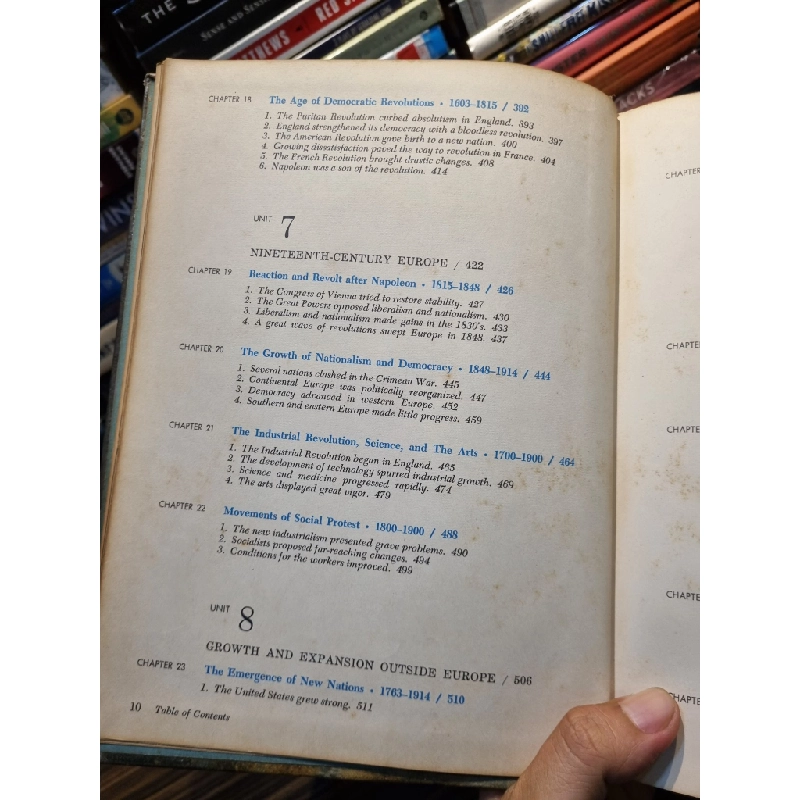 THE
SENSE AND SENSI
CHAPTER 18 The Age of Democratic Revolutions · 1603–1815 / 392
1. The Puritan Revolution curbed absolutism in England. 393
2. England strengthened its democracy with a bloodless revolution. 397
3. The American Revolution gave birth to a new nation. 400
4. Growing dissatisfaction paved the way to revolution in France. 404
5. The French Revolution brought drastic changes. 408
6. Napoleon was a son of the revolution. 414
UNIT 7
NINETEENTH-CENTURY EUROPE / 422
CHAPTER 19 Reaction and Revolt after Napoleon · 1815–1848 / 426
1. The Congress of Vienna tried to restore stability. 427
2. The Great Powers opposed liberalism and nationalism. 430
3. Liberalism and nationalism made gains in the 1830's. 433
4. A great wave of revolutions swept Europe in 1848. 437
CHAPTER 20 The Growth of Nationalism and Democracy · 1848–1914 / 444
1. Several nations clashed in the Crimean War. 445
2. Continental Europe was politically reorganized. 447
3. Democracy advanced in western Europe. 452
4. Southern and eastern Europe made little progress. 459
CHAPTER 21 The Industrial Revolution, Science, and The Arts · 1700–1900 / 464
1. The Industrial Revolution began in England. 465
2. The development of technology spurred industrial growth. 469
3. Science and medicine progressed rapidly. 474
4. The arts displayed great vigor. 479
CHAPTER 22 Movements of Social Protest · 1800–1900 / 488
1. The new industrialism presented grave problems. 490
2. Socialists proposed far-reaching changes. 494
3. Conditions for the workers improved. 499
UNIT 8
GROWTH AND EXPANSION OUTSIDE EUROPE / 506
CHAPTER 23 The Emergence of New Nations · 1763–1914 / 510
1. The United States grew strong. 511
10 Table of Contents
CHAPTER
CHAPTER
CHAPTER
CHAPTER
CHAPTER